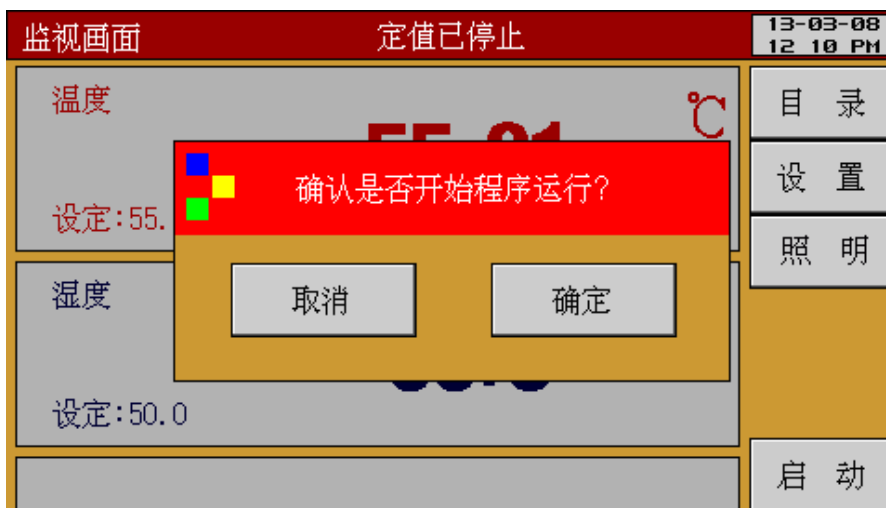 监视画面
定值已停止
13-03-08
12 10 PM
温度
℃
设定:55.
目 录
设 置
照 明
确认是否开始程序运行?
取消
确定
湿度
设定:50.0
启 动